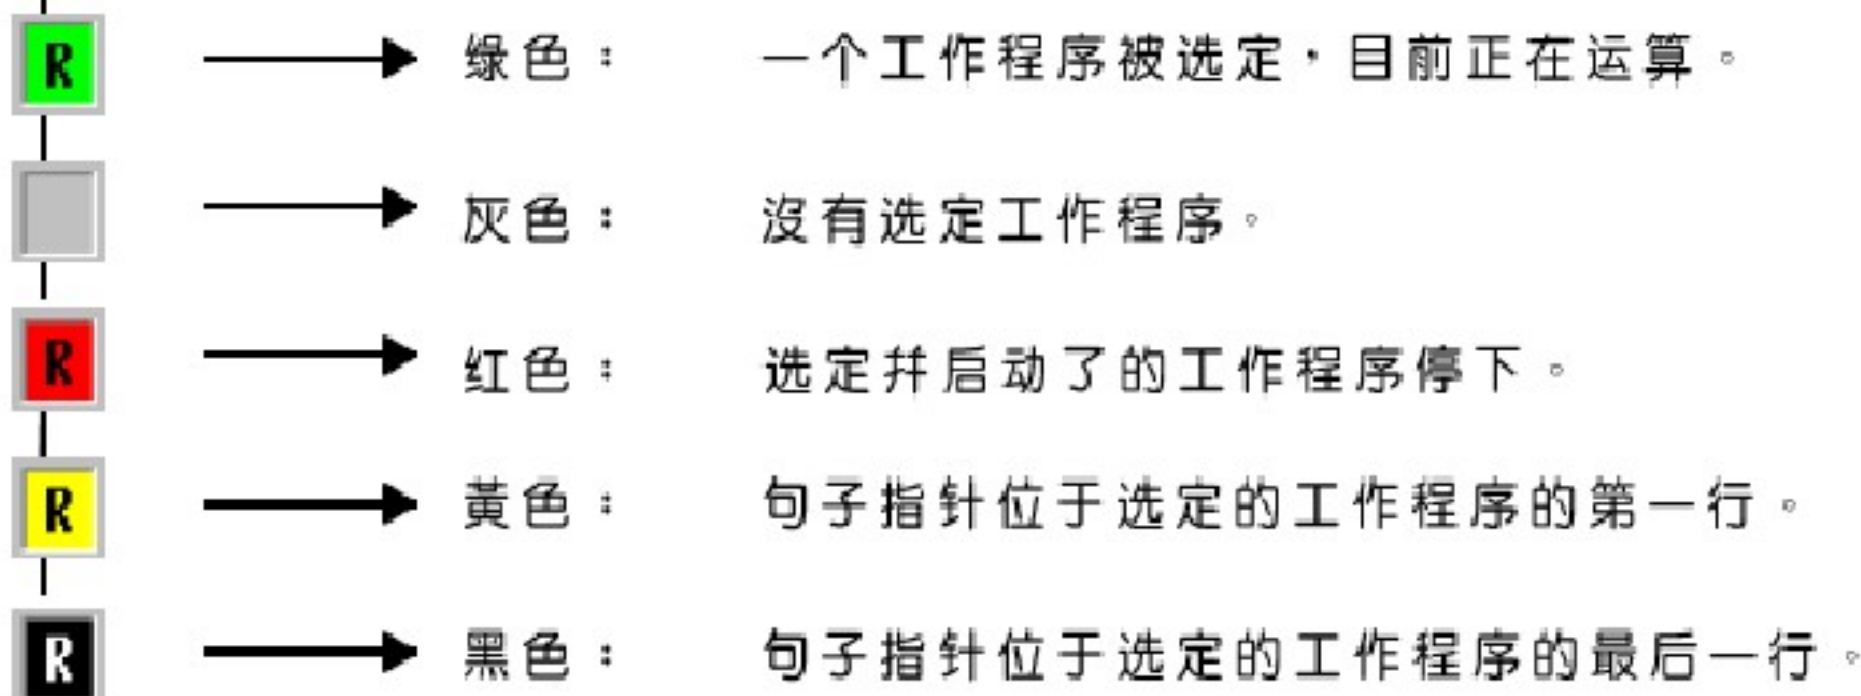 R 绿色： 一个工作程序被选定，目前正在运算。
灰色： 沒有选定工作程序。
R 红色： 选定并启动了的工作程序停下。
R 黃色： 句子指针位于选定的工作程序的第一行。
R 黑色： 句子指针位于选定的工作程序的最后一行。